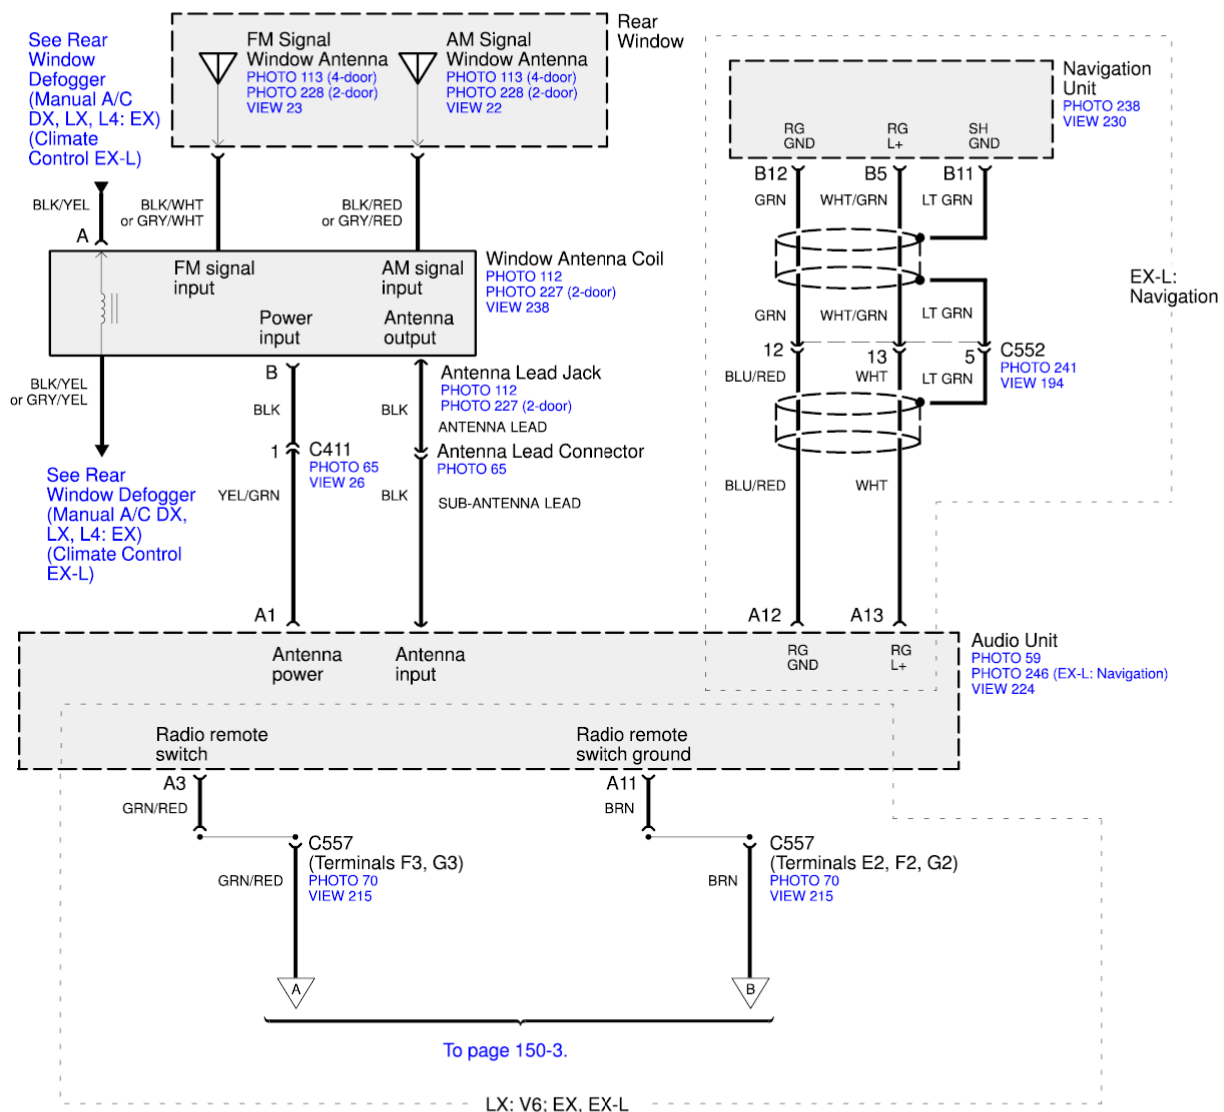 See Rear
Window
Defogger
(Manual A/C
DX, LX, L4: EX)
(Climate
Control EX-L)
FM Signal
Window Antenna
PHOTO 113 (4-door)
PHOTO 228 (2-door)
VIEW 23
AM Signal
Window Antenna
PHOTO 113 (4-door)
PHOTO 228 (2-door)
VIEW 22
Rear
Window
Navigation
Unit
PHOTO 238
VIEW 230
RG
GND
RG
L+
SH
GND
B12
B5
B11
GRN
WHT/GRN
LT GRN
BLK/YEL
BLK/WHT
or GRY/WHT
BLK/RED
or GRY/RED
A
FM signal
input
AM signal
input
Power
input
Antenna
output
Window Antenna Coil
PHOTO 112
PHOTO 227 (2-door)
VIEW 238
EX-L:
Navigation
GRN
WHT/GRN
LT GRN
12
13
5
C552
PHOTO 241
VIEW 194
BLU/RED
WHT
LT GRN
BLK/YEL
or GRY/YEL
B
Antenna Lead Jack
PHOTO 112
PHOTO 227 (2-door)
BLK
BLK
ANTENNA LEAD
1
C411
PHOTO 65
VIEW 26
Antenna Lead Connector
PHOTO 65
See Rear
Window Defogger
(Manual A/C DX,
LX, L4: EX)
(Climate Control
EX-L)
YEL/GRN
BLK
SUB-ANTENNA LEAD
BLU/RED
WHT
A1
A12
A13
Antenna
power
Antenna
input
RG
GND
RG
L+
Audio Unit
PHOTO 59
PHOTO 246 (EX-L: Navigation)
VIEW 224
Radio remote
switch
Radio remote
switch ground
A3
A11
GRN/RED
BRN
C557
(Terminals F3, G3)
PHOTO 70
VIEW 215
C557
(Terminals E2, F2, G2)
PHOTO 70
VIEW 215
GRN/RED
BRN
A
B
To page 150-3.
LX: V6; EX, EX-L